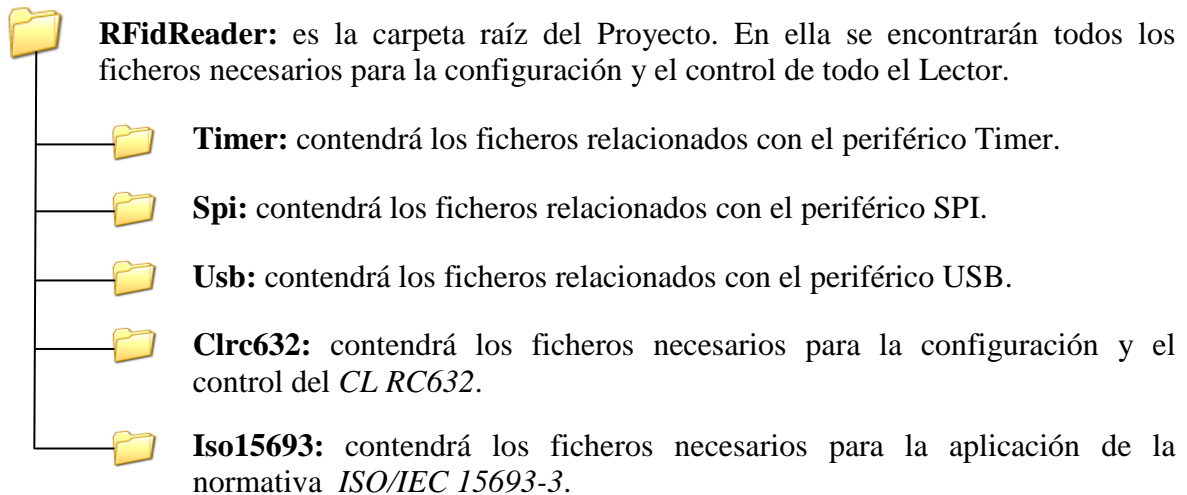 RFidReader: es la carpeta raíz del Proyecto. En ella se encontrarán todos los
ficheros necesarios para la configuración y el control de todo el Lector.
Timer: contendrá los ficheros relacionados con el periférico Timer.
Spi: contendrá los ficheros relacionados con el periférico SPI.
Usb: contendrá los ficheros relacionados con el periférico USB.
Clrc632: contendrá los ficheros necesarios para la configuración y el
control del CL RC632.
Iso15693: contendrá los ficheros necesarios para la aplicación de la
normativa ISO/IEC 15693-3.